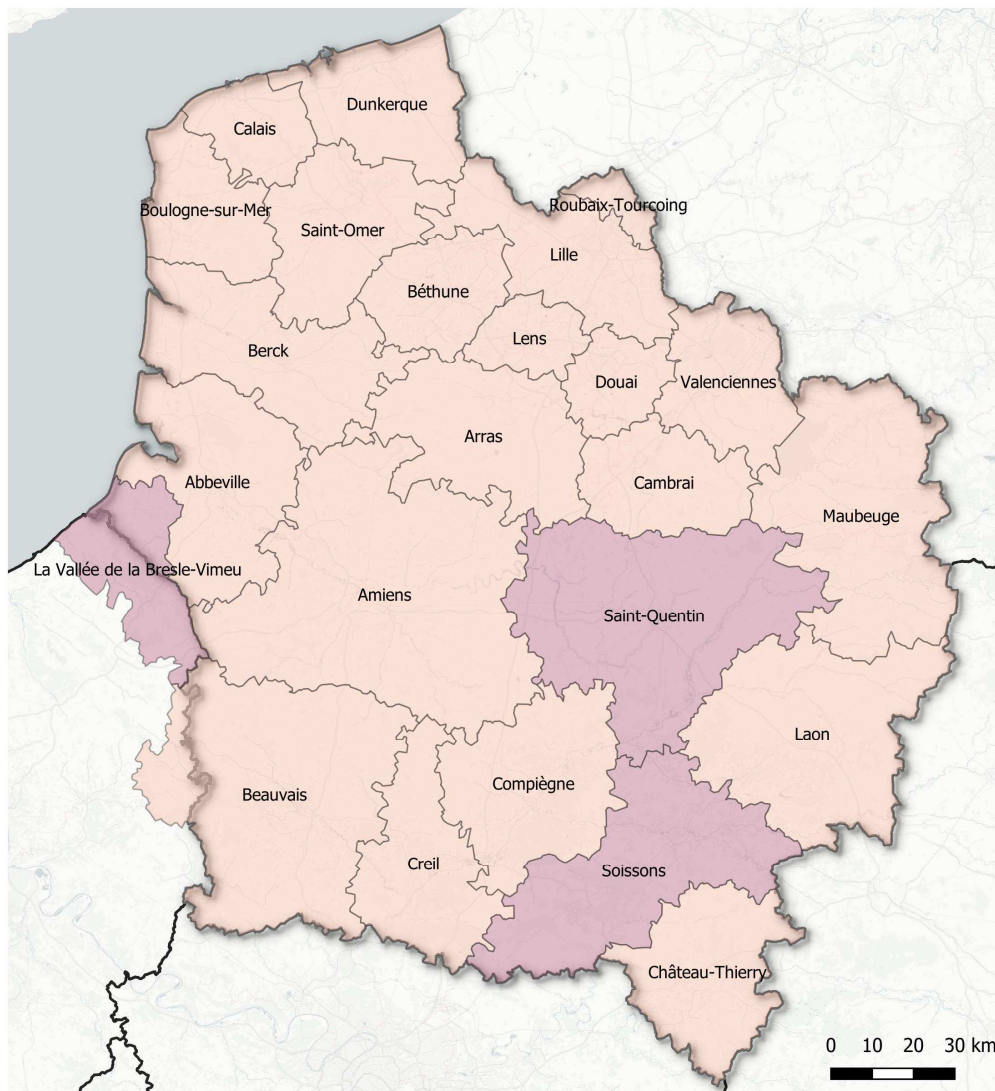 Dunkerque
Calais
Roubaix-Tourcoing
Boulogne-sur-Mer
Saint-Omer
Lille
Béthune
Lens
Berck
Douai
Valenciennes
Arras
Abbeville
Cambrai
Maubeuge
La Vallée de la Bresle-Vimeu
Amiens
Saint-Quentin
Laon
Compiègne
Beauvais
Creil
Soissons
Château-Thierry
0 10 20 30 km